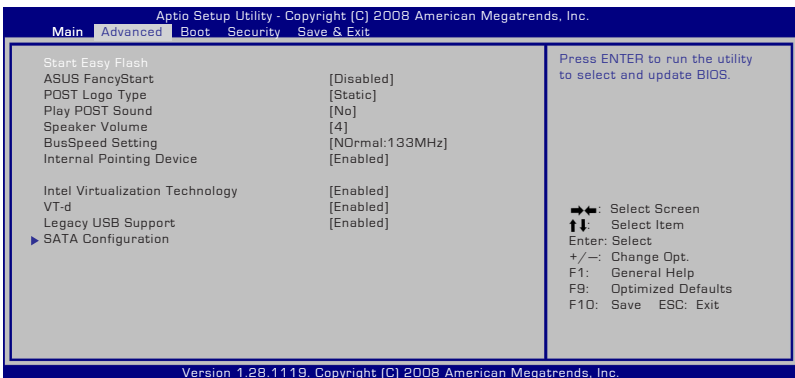 Aptio Setup Utility - Copyright (C) 2008 American Megatrends, Inc.
Main Advanced Boot Security Save & Exit
Start Easy Flash
ASUS FancyStart [Disabled]
POST Logo Type [Static]
Play POST Sound [No]
Speaker Volume [4]
BusSpeed Setting [NOrmal:133MHz]
Internal Pointing Device [Enabled]
Intel Virtualization Technology [Enabled]
VT-d [Enabled]
Legacy USB Support [Enabled]
SATA Configuration
Press ENTER to run the utility
to select and update BIOS.
: Select Screen
: Select Item
Enter: Select
+/–: Change Opt.
F1: General Help
F9: Optimized Defaults
F10: Save ESC: Exit
Version 1.28.1119. Copyright (C) 2008 American Megatrends, Inc.